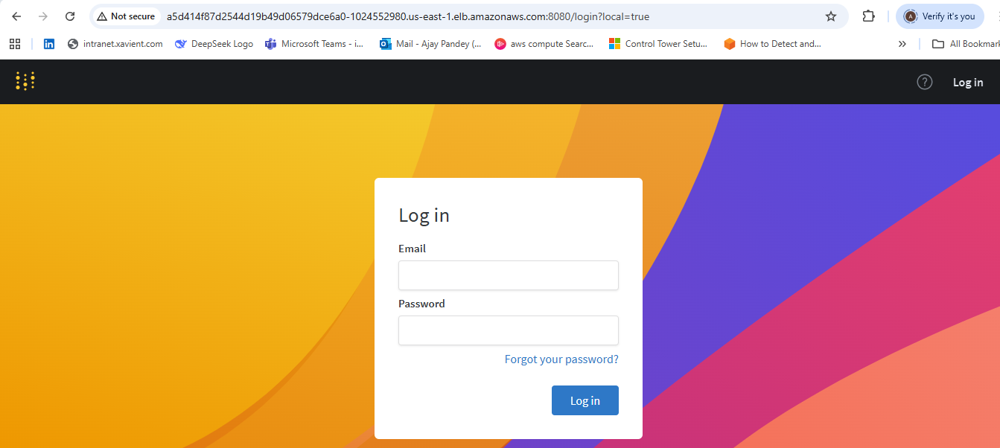 Not secure a5d414f87d2544d19b49d06579dce6a0-1024552980.us-east-1.elb.amazonaws.com:8080/login?local=true Verify it's you
intranet.xavient.com DeepSeek Logo Microsoft Teams - i... Mail - Ajay Pandey (... aws compute Searc... Control Tower Setu... How to Detect and... » All Bookmar
? Log in
Log in
Email
Password
Forgot your password?
Log in